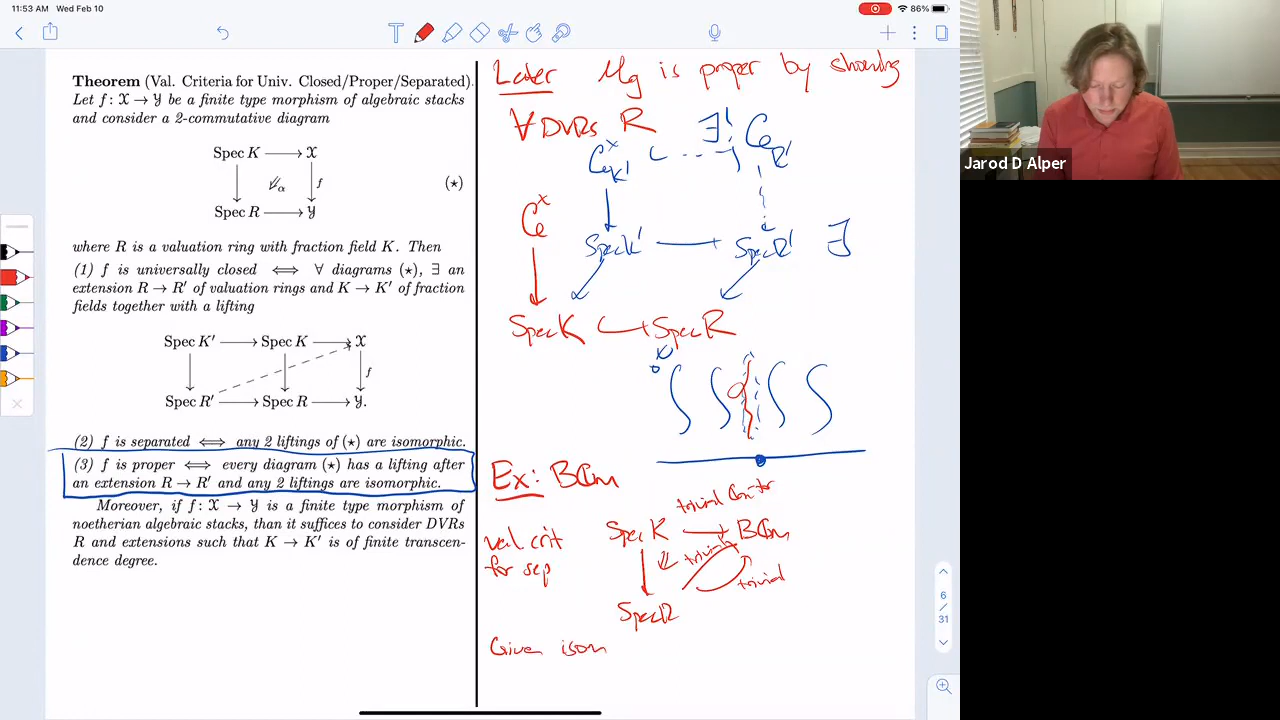 11:53 AM Wed Feb 10
86%
Theorem (Val. Criteria for Univ. Closed/Proper/Separated).
Let f: 𝒳 → 𝒴 be a finite type morphism of algebraic stacks
and consider a 2-commutative diagram
Spec K → 𝒳
α f (⋆)
Spec R → 𝒴
where R is a valuation ring with fraction field K. Then
(1) f is universally closed ⟺ ∀ diagrams (⋆), ∃ an
extension R → R′ of valuation rings and K → K′ of fraction
fields together with a lifting
Spec K′ → Spec K → 𝒳
f
Spec R′ → Spec R → 𝒴.
(2) f is separated ⟺ any 2 liftings of (⋆) are isomorphic.
(3) f is proper ⟺ every diagram (⋆) has a lifting after
an extension R → R′ and any 2 liftings are isomorphic.
Moreover, if f: 𝒳 → 𝒴 is a finite type morphism of
noetherian algebraic stacks, than it suffices to consider DVRs
R and extensions such that K → K′ is of finite transcen-
dence degree.
Later Mg is proper by showing
∀ DVRs R
Spec K′ → Spec R′ ∃
Spec K ↪ Spec R
Ex: BGm
val. crit
for sep
Spec K → BGm
trivial
trivial
Spec R
Given isom
6
/
31
Jarod D Alper